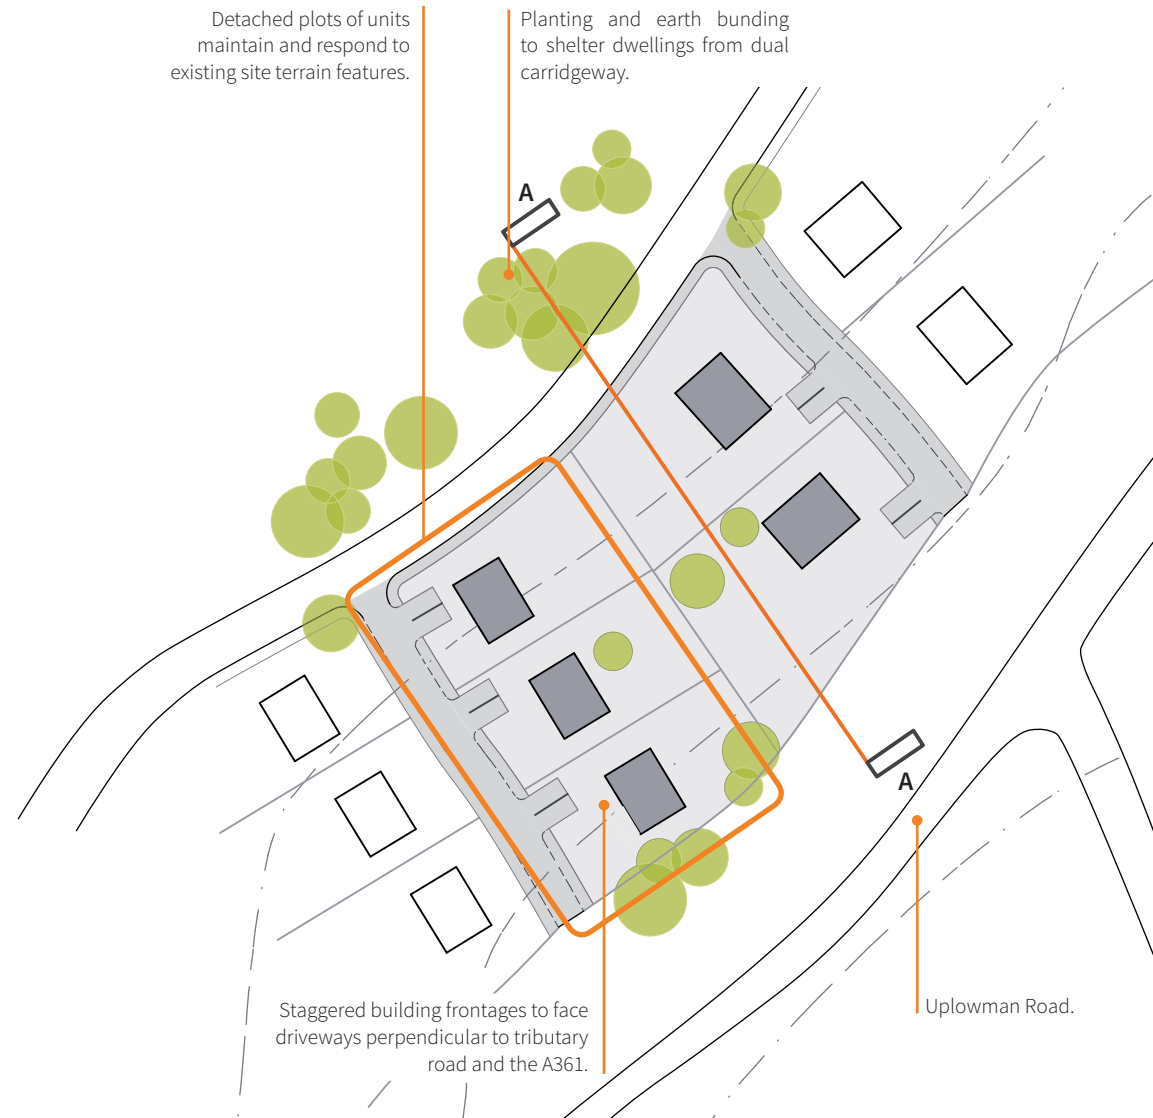 Detached plots of units
maintain and respond to
existing site terrain features.
Planting and earth bunding
to shelter dwellings from dual
carridgeway.
A
A
Staggered building frontages to face
driveways perpendicular to tributary
road and the A361.
Uplowman Road.